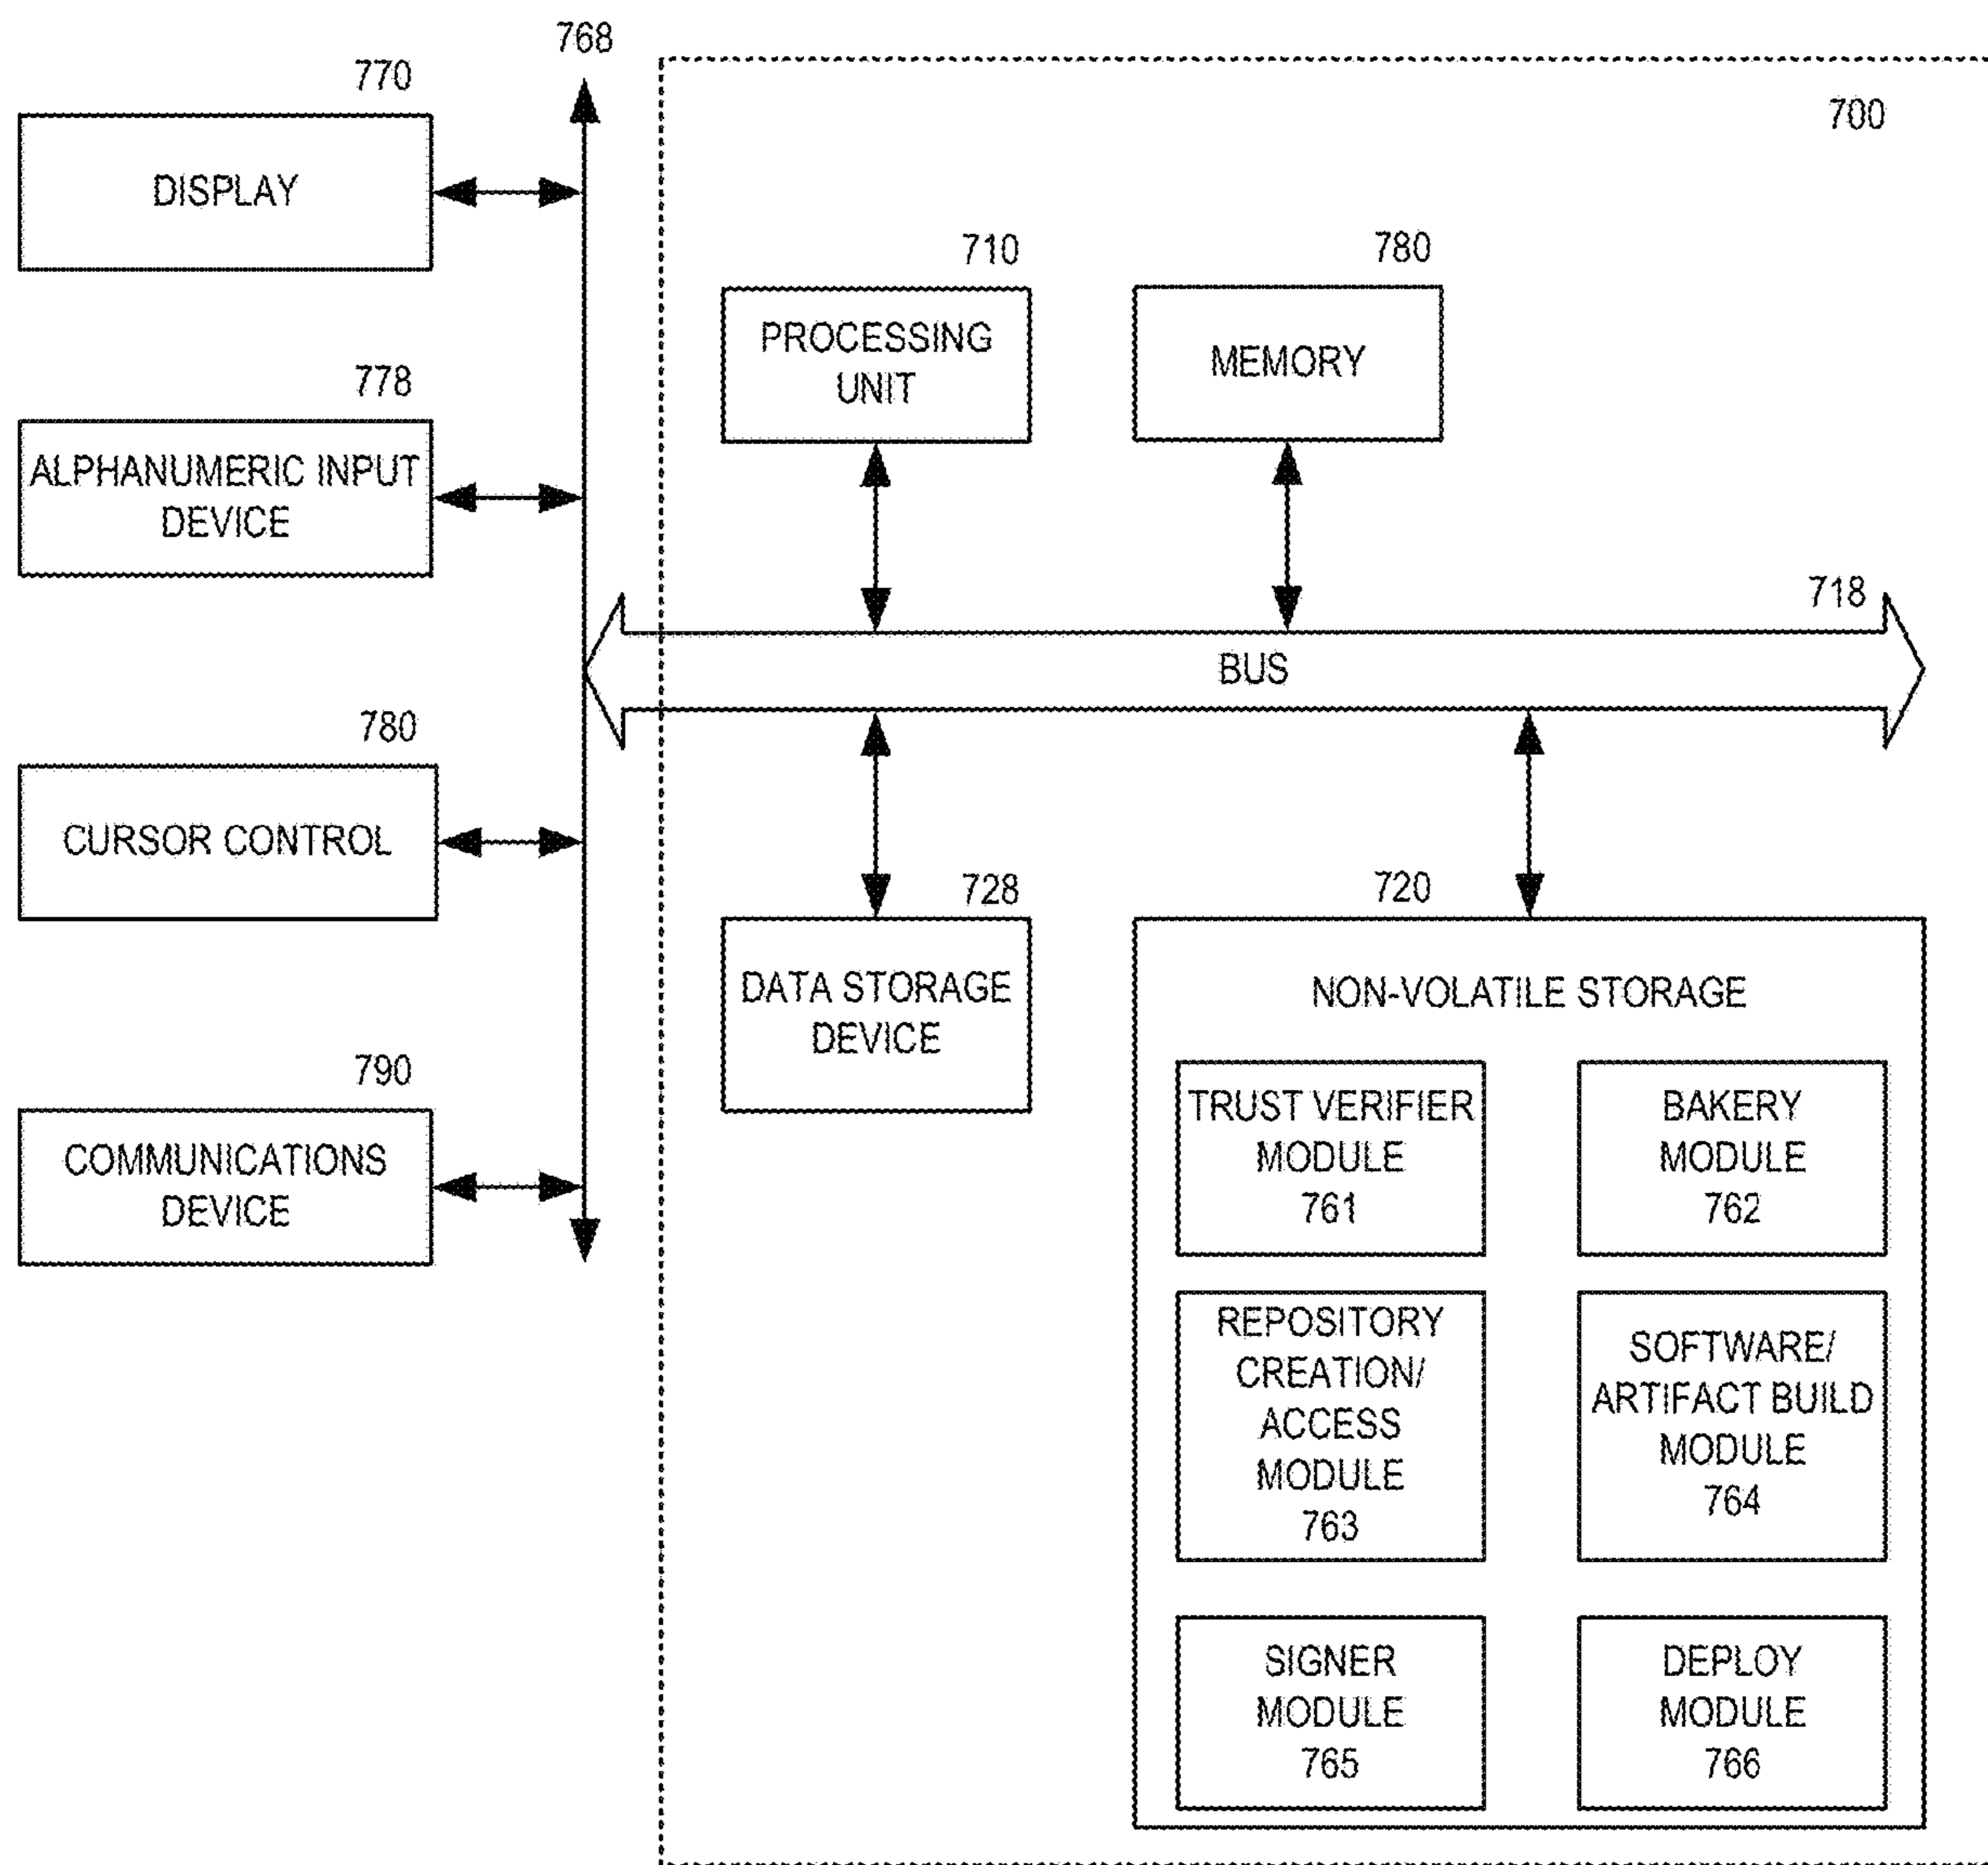 768
770
700
DISPLAY
710
780
PROCESSING
UNIT
MEMORY
778
ALPHANUMERIC INPUT
DEVICE
718
BUS
780
CURSOR CONTROL
728
720
DATA STORAGE
DEVICE
NON-VOLATILE STORAGE
790
COMMUNICATIONS
DEVICE
TRUST VERIFIER
MODULE
761
BAKERY
MODULE
762
REPOSITORY
CREATION/
ACCESS
MODULE
763
SOFTWARE/
ARTIFACT BUILD
MODULE
764
SIGNER
MODULE
765
DEPLOY
MODULE
766